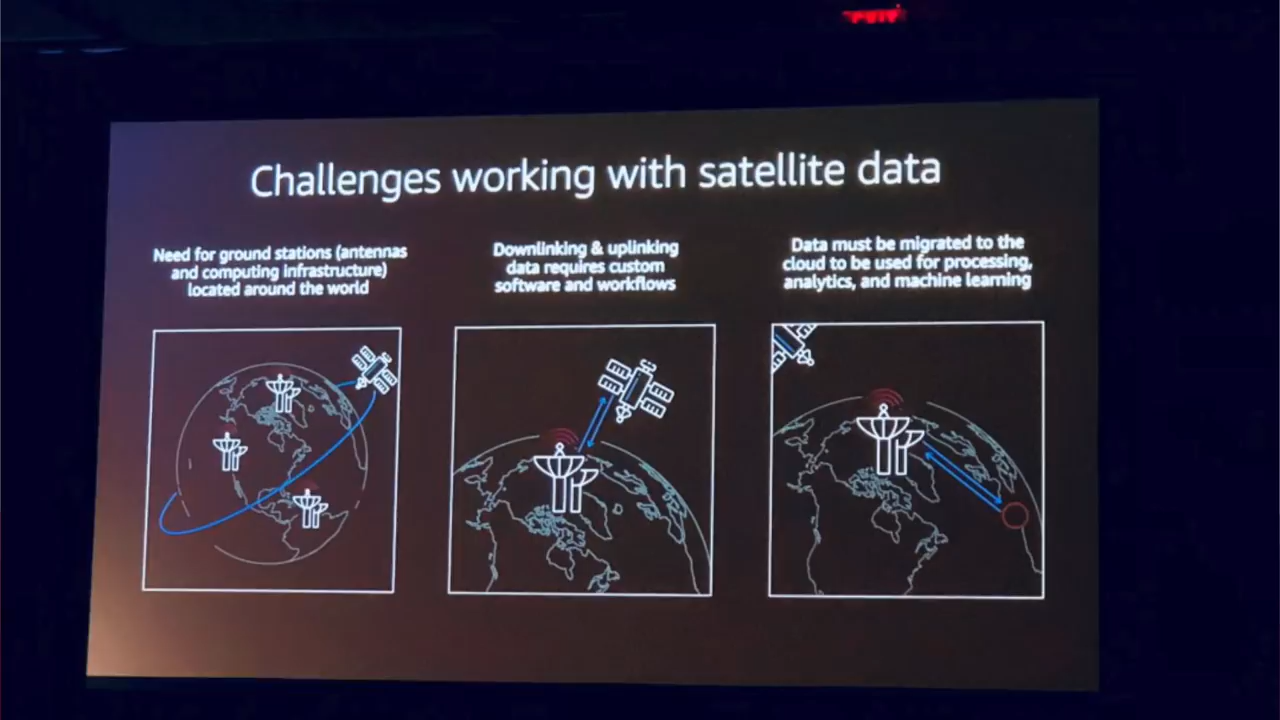 Challenges working with satellite data
Need for ground stations (antennas
and computing infrastructure)
located around the world
Downlinking & uplinking
data requires custom
software and workflows
Data must be migrated to the
cloud to be used for processing,
analytics, and machine learning